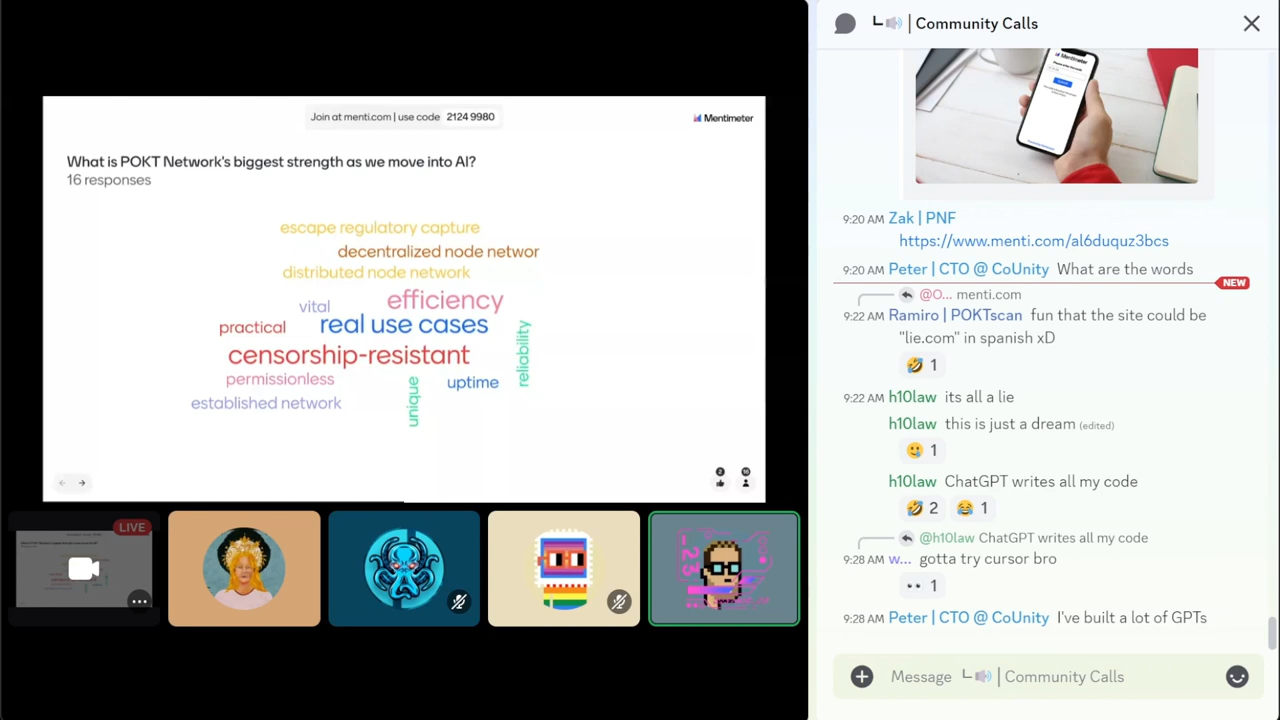 Join at menti.com | use code 2124 9980
Mentimeter
What is POKT Network's biggest strength as we move into AI?
16 responses
escape regulatory capture
decentralized node networ
distributed node network
vital
efficiency
practical
real use cases
reliability
censorship-resistant
permissionless
unique
uptime
established network
2
16
LIVE
Community Calls
Mentimeter
9:20 AM Zak | PNF
https://www.menti.com/al6duquz3bcs
9:20 AM Peter | CTO @ CoUnity What are the words
NEW
@O... menti.com
9:22 AM Ramiro | POKTscan fun that the site could be
"lie.com" in spanish xD
🤣 1
9:22 AM h10law its all a lie
h10law this is just a dream (edited)
🥲 1
h10law ChatGPT writes all my code
🤣 2 😂 1
@h10law ChatGPT writes all my code
9:28 AM w... gotta try cursor bro
👀 1
9:28 AM Peter | CTO @ CoUnity I've built a lot of GPTs
Message ┗🔊 | Community Calls